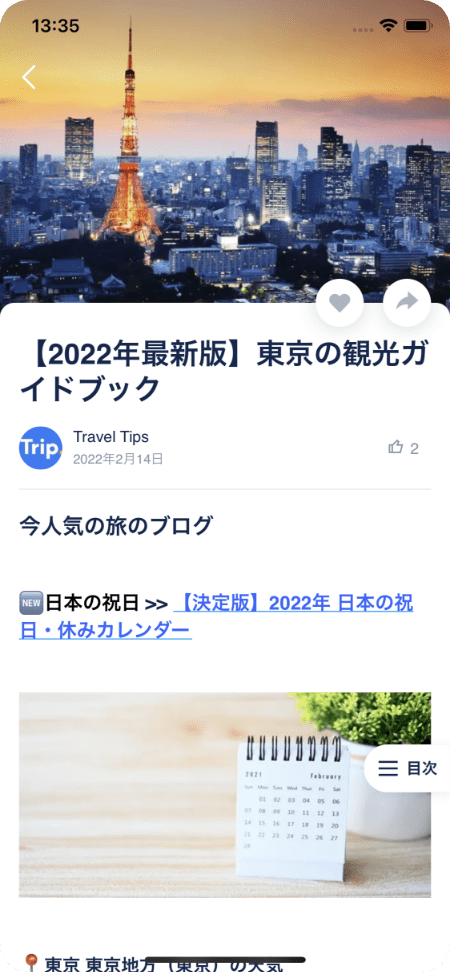 13:35
【2022年最新版】東京の観光ガ
イドブック
Trip.
Travel Tips
2022年2月14日
2
今人気の旅のブログ
NEW 日本の祝日 >> 【決定版】2022年 日本の祝
日・休みカレンダー
2021 February
Sun Mon Tues Wed Thur Fri Sat
01 02 03 04 05 06
07 08 09 10 11 12 13
14 15 16 17 18 19 20
21 22 23 24 25 26 27
28
目次
東京 東京地方（東京）の天気